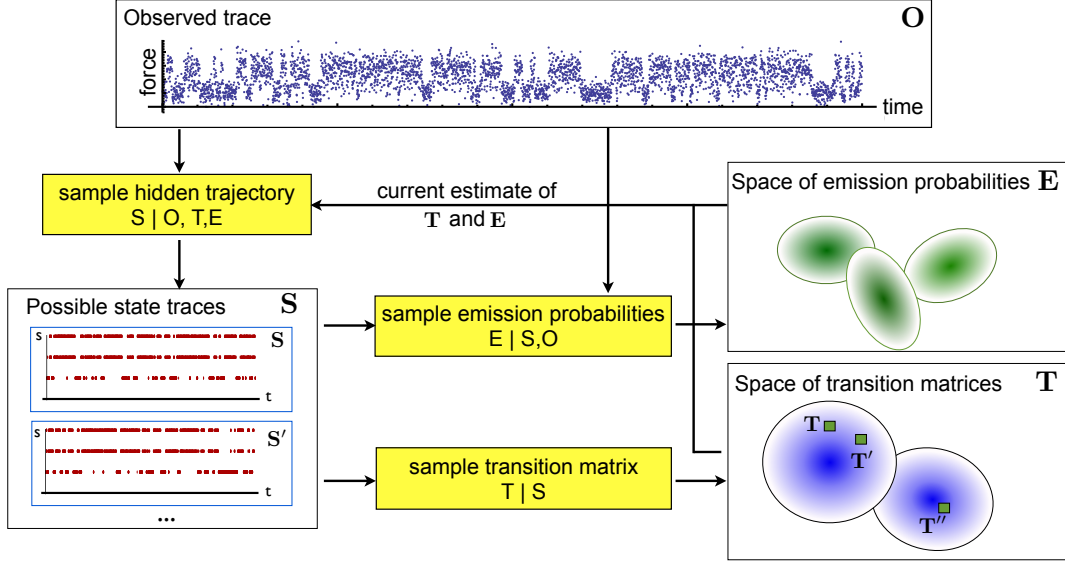 Observed trace
O
force
time
sample hidden trajectory
S | O, T,E
current estimate of
T and E
Space of emission probabilities E
Possible state traces S
s
S
t
s
S′
t
...
sample emission probabilities
E | S,O
sample transition matrix
T | S
Space of transition matrices T
T
T′
T′′